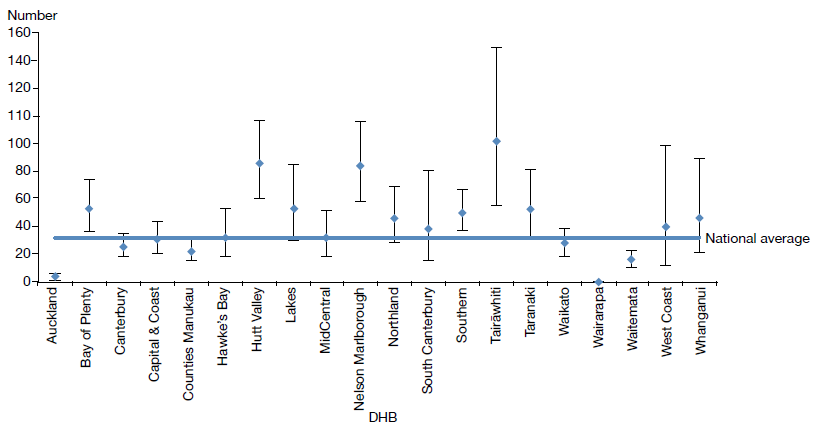 Number
160
140
120
110
100
80
60
40
20
0
National average
Auckland
Bay of Plenty
Canterbury
Capital & Coast
Counties Manukau
Hawke's Bay
Hutt Valley
Lakes
MidCentral
Nelson Marlborough
Northland
South Canterbury
Southern
Tairāwhiti
Taranaki
Waikato
Wairarapa
Waitemata
West Coast
Whanganui
DHB